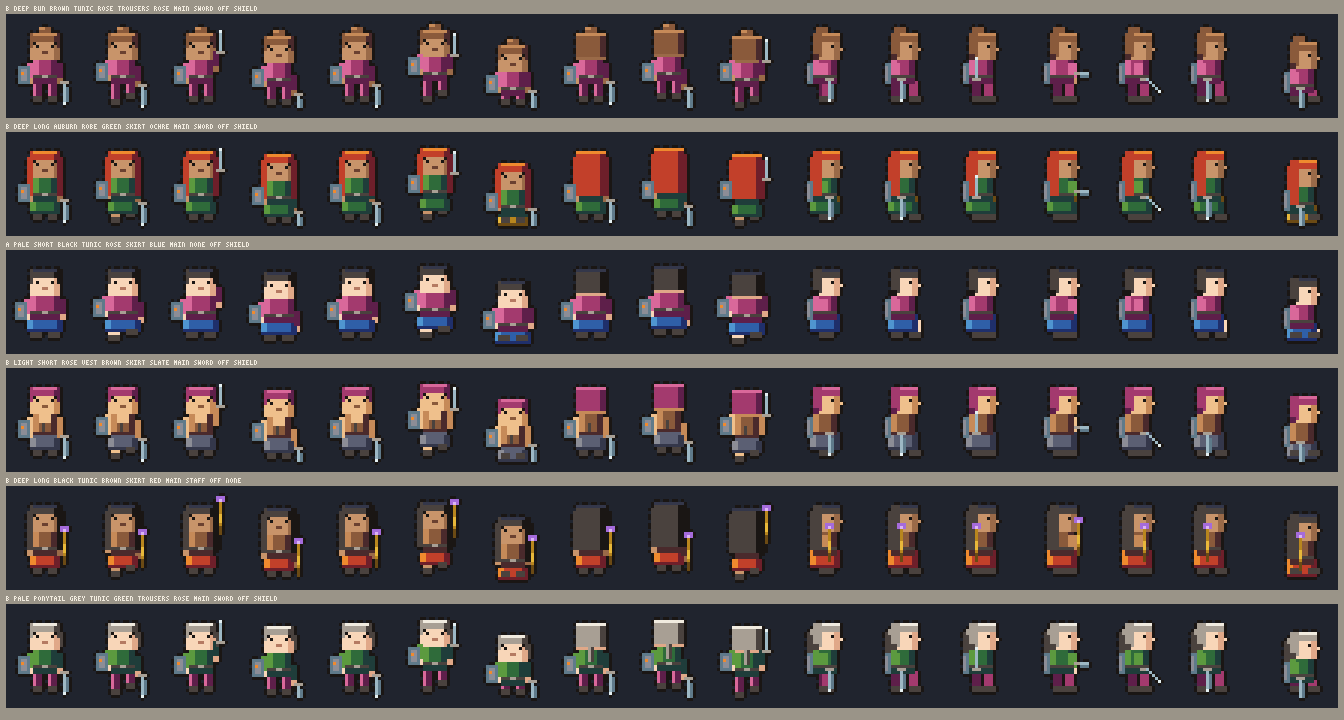 B DEEP BUN BROWN TUNIC ROSE TROUSERS ROSE MAIN SWORD OFF SHIELD
B DEEP LONG AUBURN ROBE GREEN SKIRT OCHRE MAIN SWORD OFF SHIELD
A PALE SHORT BLACK TUNIC ROSE SKIRT BLUE MAIN NONE OFF SHIELD
B LIGHT SHORT ROSE VEST BROWN SKIRT SLATE MAIN SWORD OFF SHIELD
B DEEP LONG BLACK TUNIC BROWN SKIRT RED MAIN STAFF OFF NONE
B PALE PONYTAIL GREY TUNIC GREEN TROUSERS ROSE MAIN SWORD OFF SHIELD